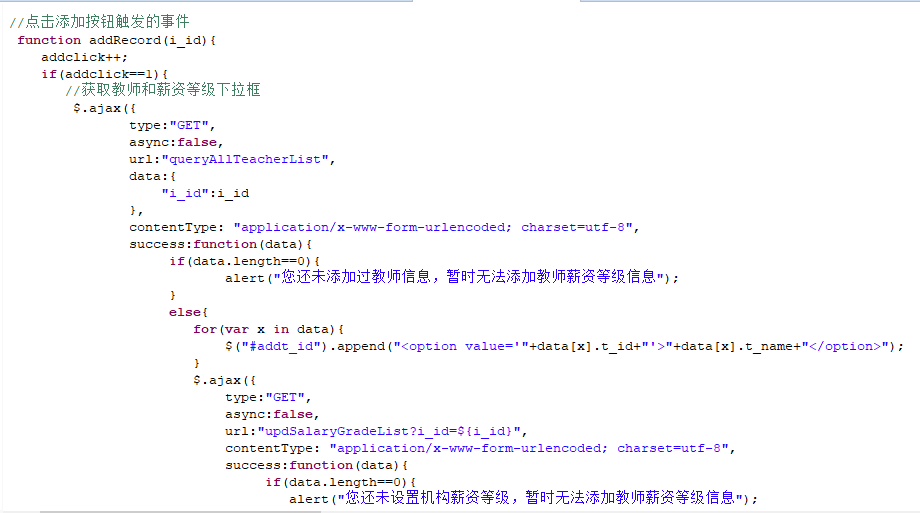 //点击添加按钮触发的事件
function addRecord(i_id){
addclick++;
if(addclick==1){
//获取教师和薪资等级下拉框
$.ajax({
type:"GET",
async:false,
url:"queryAllTeacherList",
data:{
"i_id":i_id
},
contentType: "application/x-www-form-urlencoded; charset=utf-8",
success:function(data){
if(data.length==0){
alert("您还未添加过教师信息，暂时无法添加教师薪资等级信息");
}
else{
for(var x in data){
$("#addt_id").append("<option value='"+data[x].t_id+"'>"+data[x].t_name+"</option>");
}
$.ajax({
type:"GET",
async:false,
url:"updSalaryGradeList?i_id=${i_id}",
contentType: "application/x-www-form-urlencoded; charset=utf-8",
success:function(data){
if(data.length==0){
alert("您还未设置机构薪资等级，暂时无法添加教师薪资等级信息");